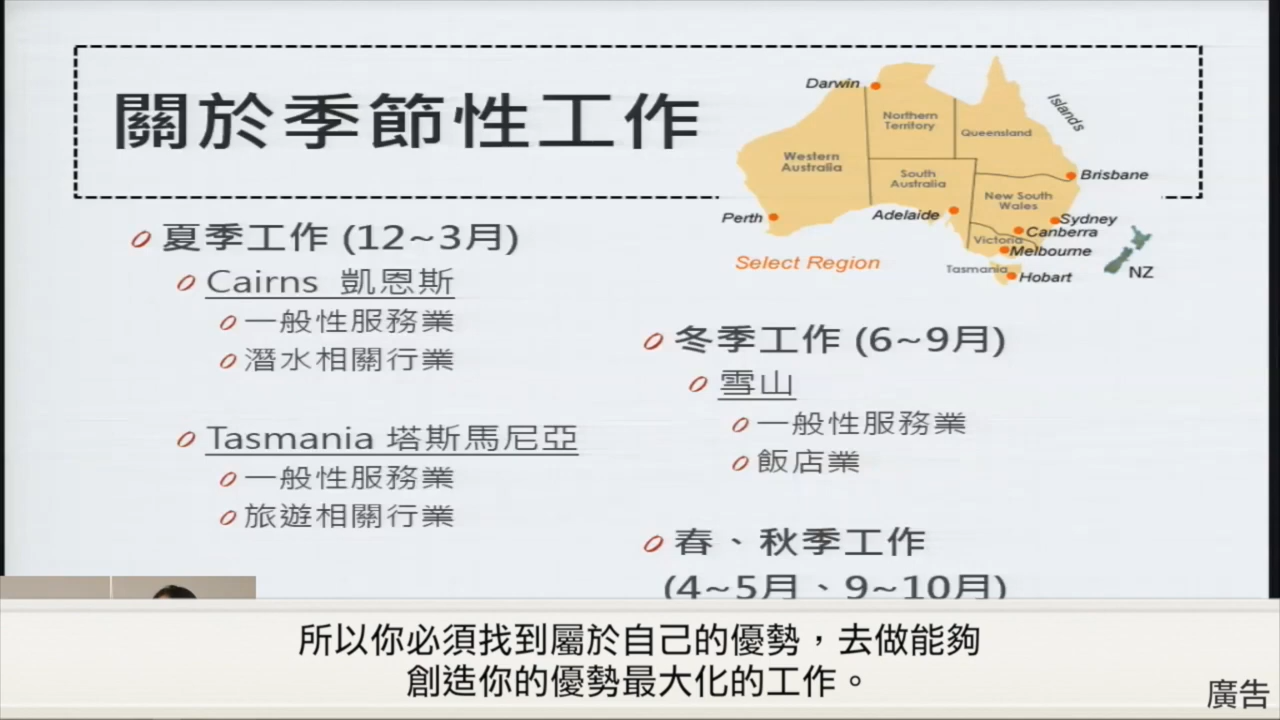 關於季節性工作
Darwin
Islands
Northern
Territory
Queensland
Western
Australia
South
Australia
Brisbane
New South
Wales
Perth
Adelaide
Sydney
Canberra
Victoria
Melbourne
Select Region
Tasmania
Hobart
NZ
夏季工作 (12~3月)
Cairns 凱恩斯
一般性服務業
潛水相關行業
Tasmania 塔斯馬尼亞
一般性服務業
旅遊相關行業
冬季工作 (6~9月)
雪山
一般性服務業
飯店業
春、秋季工作
(4~5月、9~10月)
所以你必須找到屬於自己的優勢，去做能夠
創造你的優勢最大化的工作。
廣告